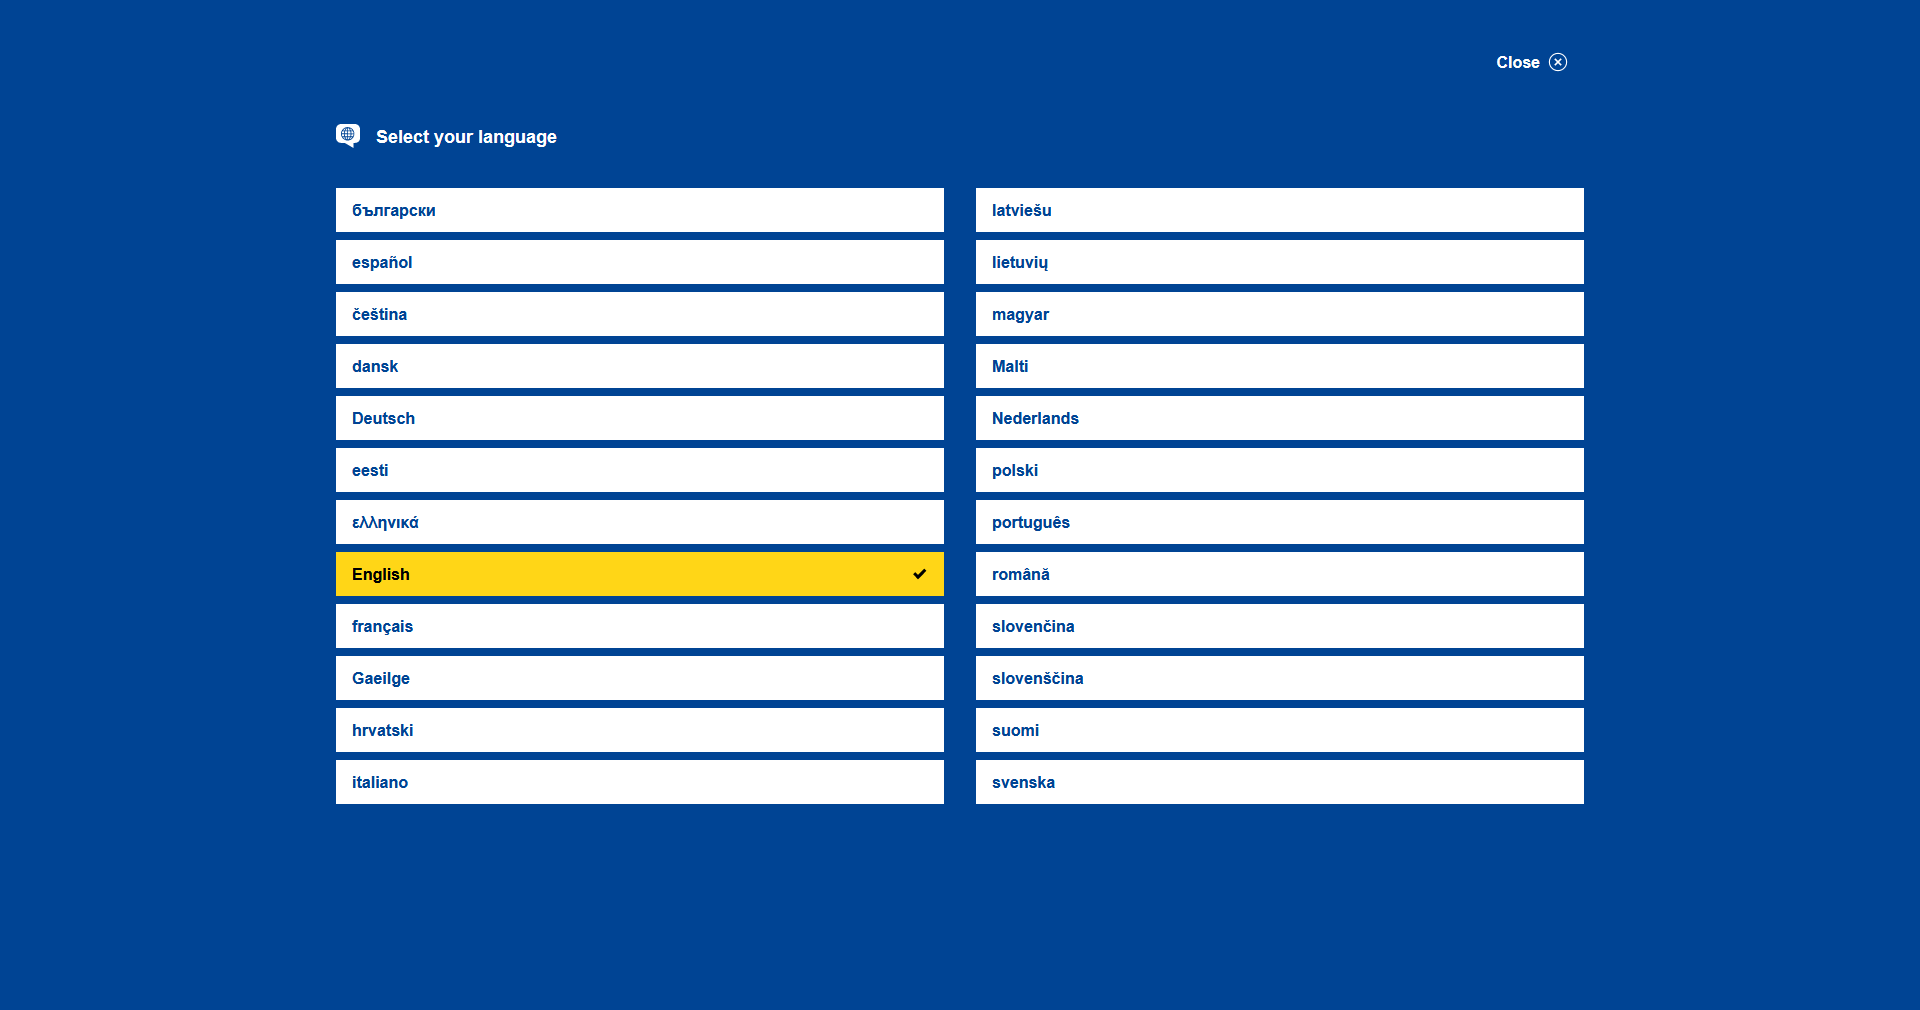 Close
Select your language
български
español
čeština
dansk
Deutsch
eesti
ελληνικά
English
français
Gaeilge
hrvatski
italiano
latviešu
lietuvių
magyar
Malti
Nederlands
polski
português
română
slovenčina
slovenščina
suomi
svenska